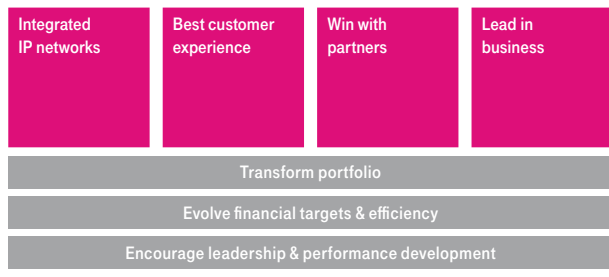 Integrated
IP networks
Best customer
experience
Win with
partners
Lead in
business
Transform portfolio
Evolve financial targets & efficiency
Encourage leadership & performance development